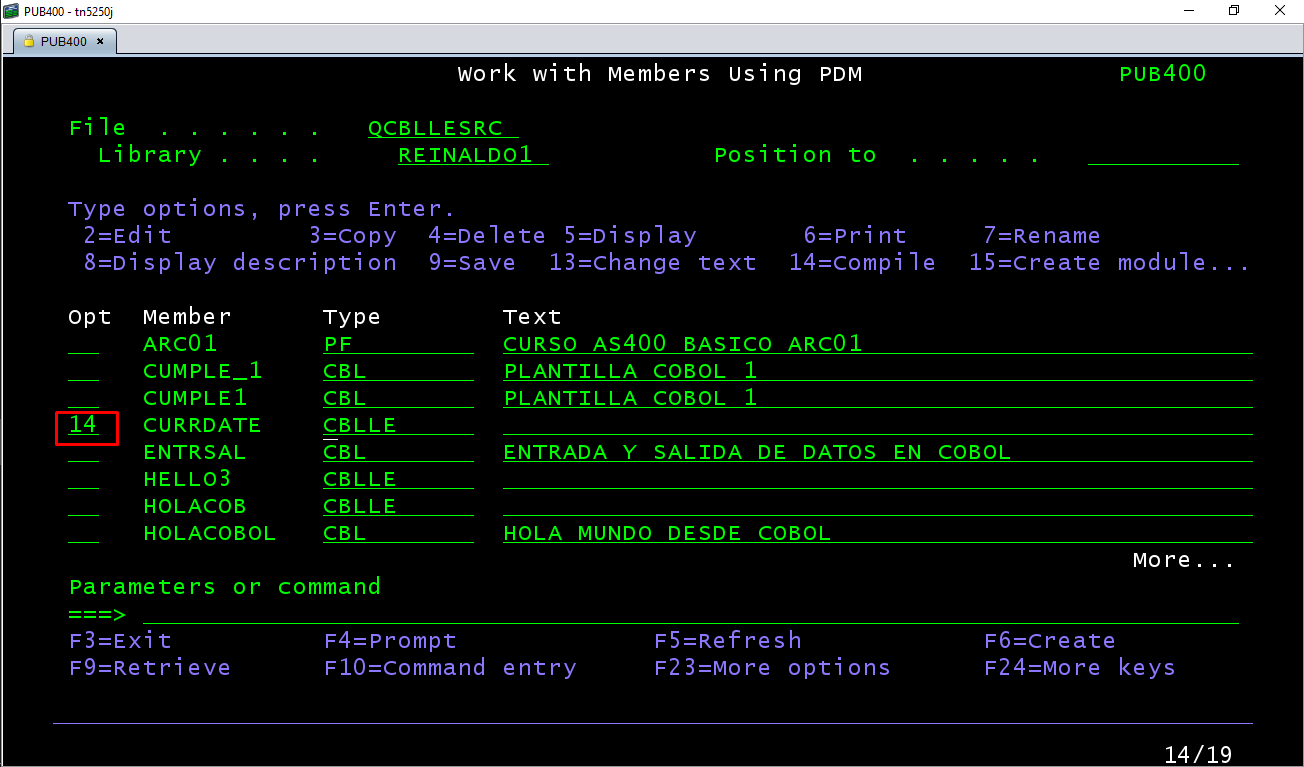 PUB400 - tn5250j
PUB400 ×
Work with Members Using PDM PUB400
File . . . . . . QCBLLESRC
Library . . . . REINALDO1 Position to . . . . .
Type options, press Enter.
2=Edit 3=Copy 4=Delete 5=Display 6=Print 7=Rename
8=Display description 9=Save 13=Change text 14=Compile 15=Create module...
Opt Member Type Text
ARC01 PF CURSO AS400 BASICO ARC01
CUMPLE_1 CBL PLANTILLA COBOL 1
CUMPLE1 CBL PLANTILLA COBOL 1
14 CURRDATE CBLLE
ENTRSAL CBL ENTRADA Y SALIDA DE DATOS EN COBOL
HELLO3 CBLLE
HOLACOB CBLLE
HOLACOBOL CBL HOLA MUNDO DESDE COBOL
More...
Parameters or command
===>
F3=Exit F4=Prompt F5=Refresh F6=Create
F9=Retrieve F10=Command entry F23=More options F24=More keys
14/19